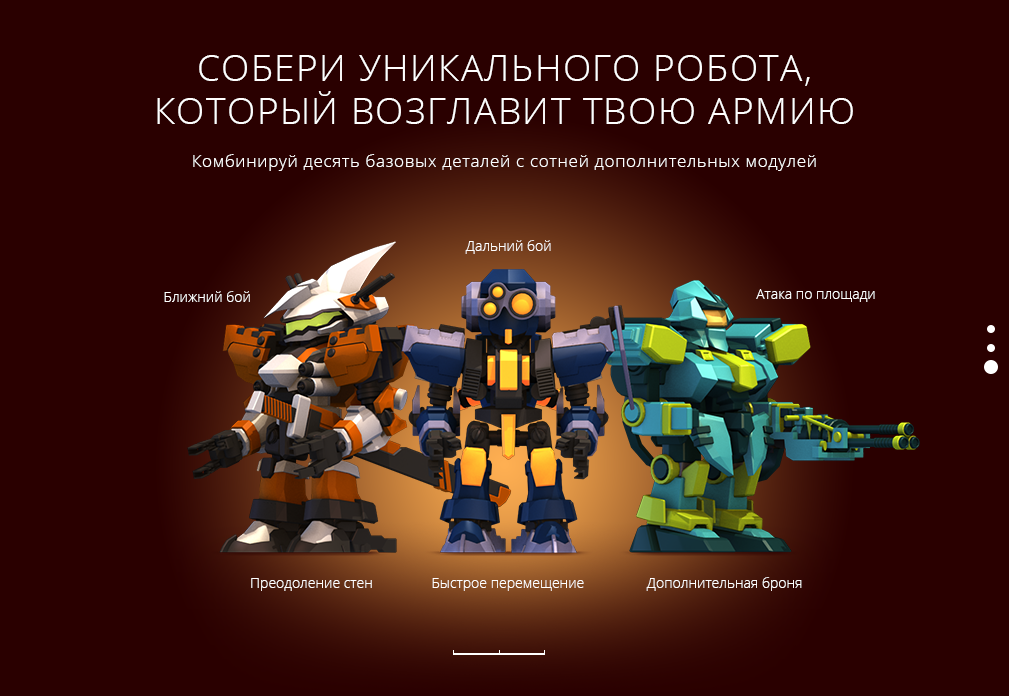 СОБЕРИ УНИКАЛЬНОГО РОБОТА,
КОТОРЫЙ ВОЗГЛАВИТ ТВОЮ АРМИЮ
Комбинируй десять базовых деталей с сотней дополнительных модулей
Дальний бой
Ближний бой
Атака по площади
Преодоление стен
Быстрое перемещение
Дополнительная броня